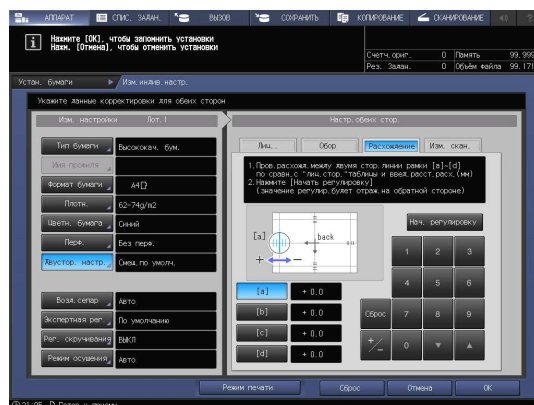 АППАРАТ
СПИС. ЗАДАН.
ВЫЗОВ
СОХРАНИТЬ
КОПИРОВАНИЕ
СКАНИРОВАНИЕ
Нажмите [OK], чтобы запомнить установки
Нажм. [Отмена], чтобы отменить установки
Счетч.ориг. 0 Память 99.999
Рез. Задан. 0 Объём файла 99.171
Устан. бумаги Изм.индив.настр.
Укажите данные корректировки для обеих сторон
Изм. настройки Лот.1
Настр.обеих стор.
Тип бумаги Высококач. бум.
Имя профиля
Формат бумаги A4
Плотн. 62-74g/m2
Цветн. бумага Синий
Перф. Без перф.
Двустор. настр. Смещ.по умолч.
Возд.сепар Авто
Экспертная рег. По умолчанию
Рег. скручивания ВЫКЛ
Режим осушения Авто
Лиц..
Обор
Расхождение
Изм. скан.
1.Пров.расхожд.между двумя стор.линии рамки [a]-[d]
по сравн.с "лиц.стор."таблицы и введ.расст.расх.(мм)
2.Нажмите [Начать регулировку]
(значение регулир.будет отраж.на обратной стороне)
[a]
back
+ -
Нач. регулировку
[a] + 0.0
[b] + 0.0
[c] + 0.0
[d] + 0.0
1 2 3
4 5 6
Сброс 7 8 9
+/- 0 ▼ ▲
Режим печати
Сброс
Отмена
OK